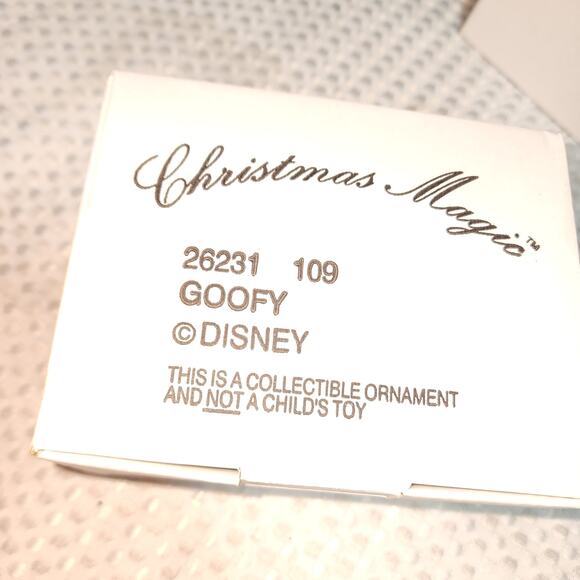 Christmas Magic™
26231 109
GOOFY
©DISNEY
THIS IS A COLLECTIBLE ORNAMENT
AND NOT A CHILD'S TOY